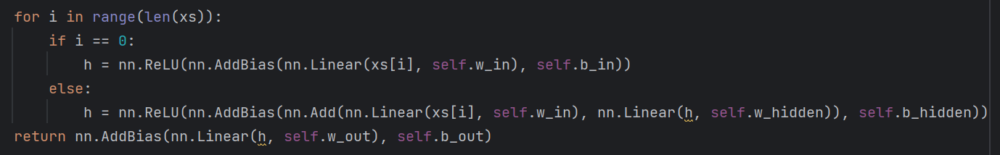 for i in range(len(xs)):
    if i == 0:
        h = nn.ReLU(nn.AddBias(nn.Linear(xs[i], self.w_in), self.b_in))
    else:
        h = nn.ReLU(nn.AddBias(nn.Add(nn.Linear(xs[i], self.w_in), nn.Linear(h, self.w_hidden)), self.b_hidden))
return nn.AddBias(nn.Linear(h, self.w_out), self.b_out)